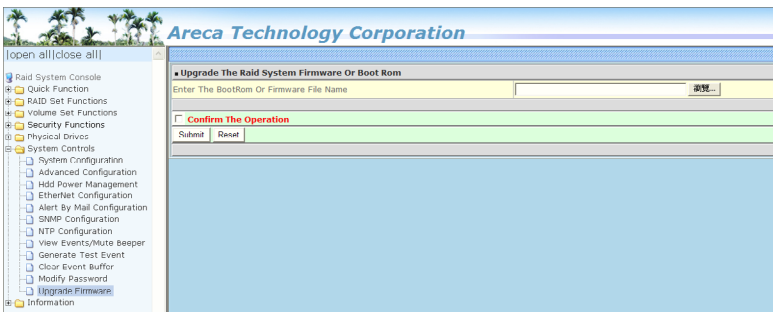 Areca Technology Corporation
|open all|close all|
Raid System Console
Quick Function
RAID Set Functions
Volume Set Functions
Security Functions
Physical Drives
System Controls
System Configuration
Advanced Configuration
Hdd Power Management
EtherNet Configuration
Alert By Mail Configuration
SNMP Configuration
NTP Configuration
View Events/Mute Beeper
Generate Test Event
Clear Event Buffer
Modify Password
Upgrade Firmware
Information
Upgrade The Raid System Firmware Or Boot Rom
Enter The BootRom Or Firmware File Name 瀏覽...
Confirm The Operation
Submit Reset